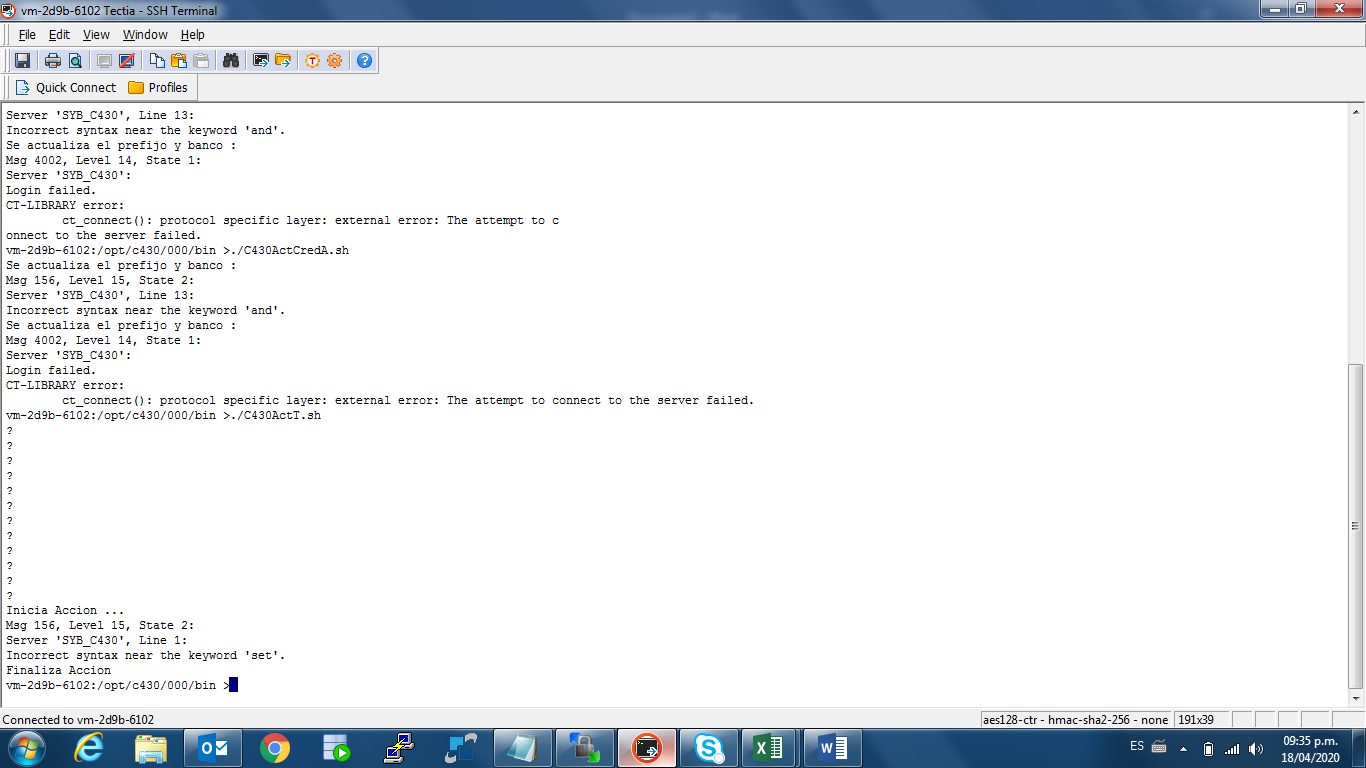 vm-2d9b-6102 Tectia - SSH Terminal
File Edit View Window Help
Quick Connect Profiles
Server 'SYB_C430', Line 13:
Incorrect syntax near the keyword 'and'.
Se actualiza el prefijo y banco :
Msg 4002, Level 14, State 1:
Server 'SYB_C430':
Login failed.
CT-LIBRARY error:
ct_connect(): protocol specific layer: external error: The attempt to c
onnect to the server failed.
vm-2d9b-6102:/opt/c430/000/bin >./C430ActCredA.sh
Se actualiza el prefijo y banco :
Msg 156, Level 15, State 2:
Server 'SYB_C430', Line 13:
Incorrect syntax near the keyword 'and'.
Se actualiza el prefijo y banco :
Msg 4002, Level 14, State 1:
Server 'SYB_C430':
Login failed.
CT-LIBRARY error:
ct_connect(): protocol specific layer: external error: The attempt to connect to the server failed.
vm-2d9b-6102:/opt/c430/000/bin >./C430ActT.sh
?
?
?
?
?
?
?
?
?
?
?
?
Inicia Accion ...
Msg 156, Level 15, State 2:
Server 'SYB_C430', Line 1:
Incorrect syntax near the keyword 'set'.
Finaliza Accion
vm-2d9b-6102:/opt/c430/000/bin >
Connected to vm-2d9b-6102 aes128-ctr - hmac-sha2-256 - none 191x39
ES 09:35 p.m.
18/04/2020